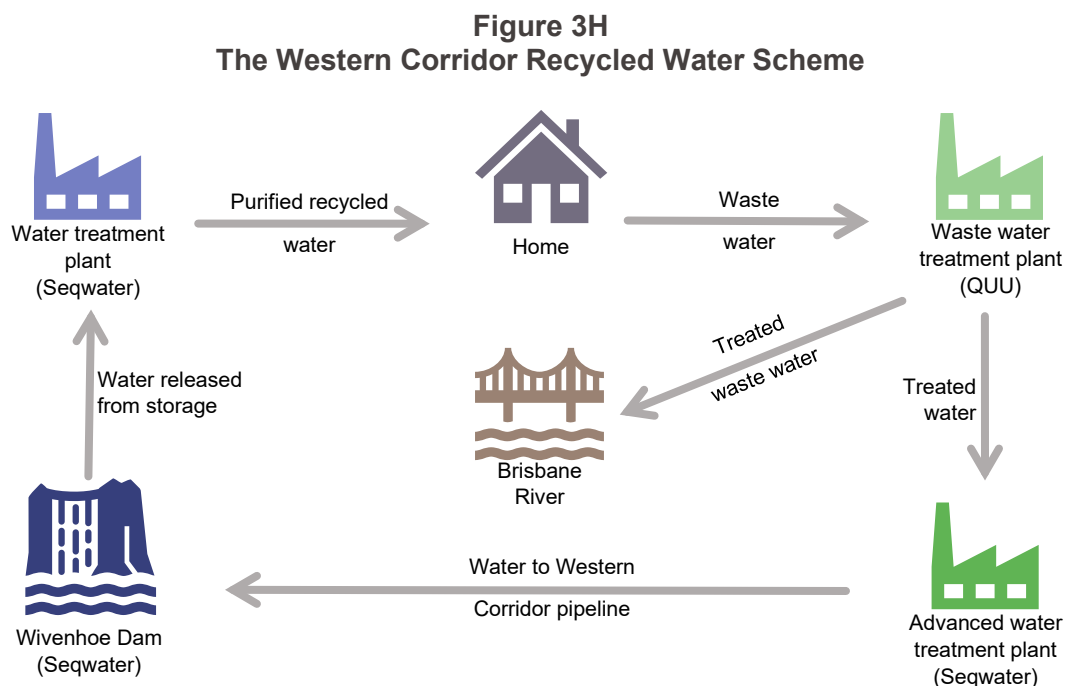 Figure 3H
The Western Corridor Recycled Water Scheme
Water treatment
plant
(Seqwater)
Purified recycled
water
Home
Waste
water
Waste water
treatment plant
(QUU)
Treated
waste water
Brisbane
River
Treated
water
Advanced water
treatment plant
(Seqwater)
Water to Western
Corridor pipeline
Wivenhoe Dam
(Seqwater)
Water released
from storage